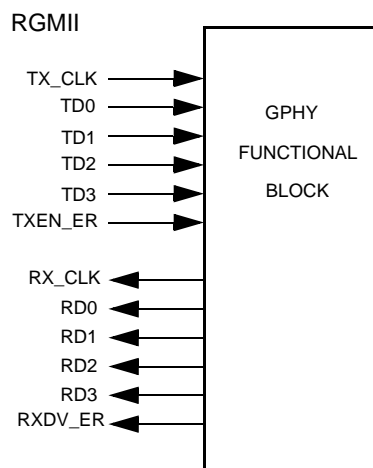 RGMII
TX_CLK
TD0
TD1
TD2
TD3
TXEN_ER
RX_CLK
RD0
RD1
RD2
RD3
RXDV_ER
GPHY
FUNCTIONAL
BLOCK